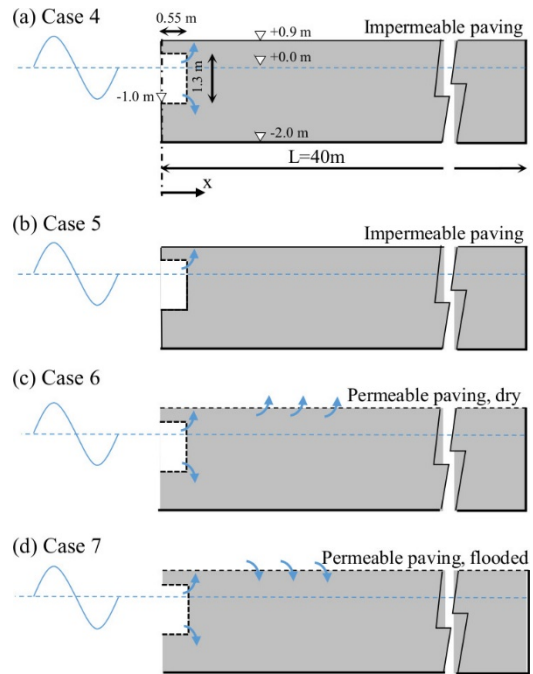 (a) Case 4
0.55 m
Impermeable paving
+0.9 m
+0.0 m
1.3 m
-1.0 m
-2.0 m
L=40m
x
(b) Case 5
Impermeable paving
(c) Case 6
Permeable paving, dry
(d) Case 7
Permeable paving, flooded